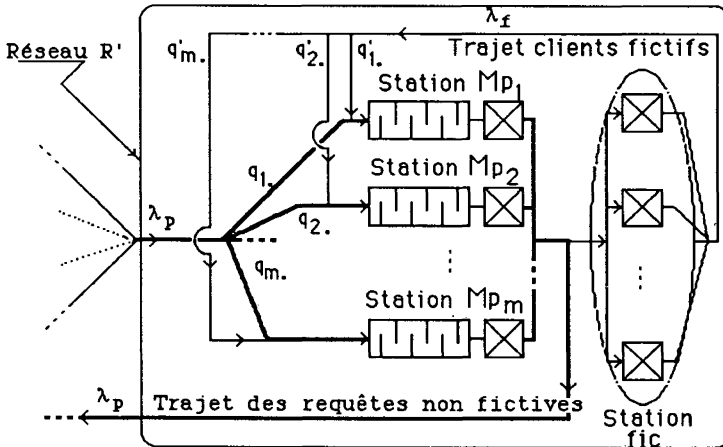 λf
q'm.
q'2.
q'1.
Trajet clients fictifs
Réseau R'
Station Mp1
q1.
Station Mp2
λp
q2.
qm.
Station Mpm
λp
Trajet des requêtes non fictives
Station
fic